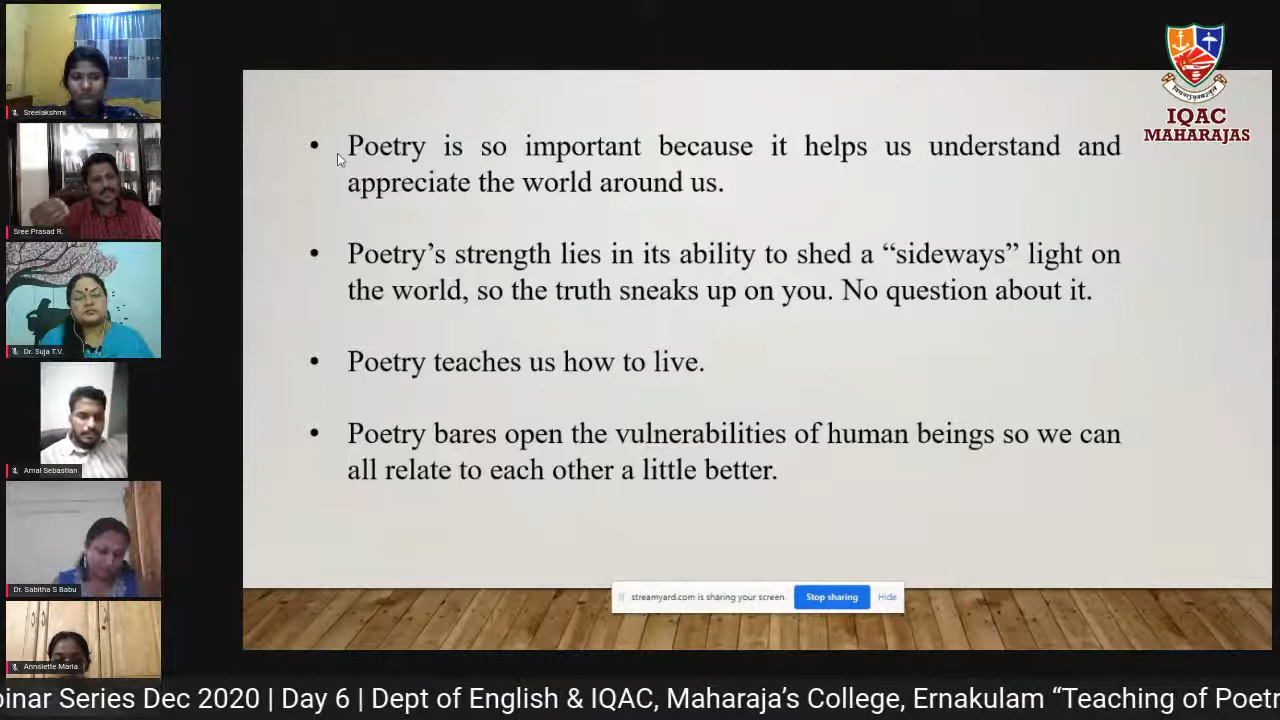 Sreelakshmi
Sree Prasad R.
Dr. Suja T.V.
Amal Sebastian
Dr. Sabitha S Babu
Annsiette Maria
IQAC
MAHARAJAS
• Poetry is so important because it helps us understand and
appreciate the world around us.
• Poetry’s strength lies in its ability to shed a “sideways” light on
the world, so the truth sneaks up on you. No question about it.
• Poetry teaches us how to live.
• Poetry bares open the vulnerabilities of human beings so we can
all relate to each other a little better.
streamyard.com is sharing your screen. Stop sharing Hide
binar Series Dec 2020 | Day 6 | Dept of English & IQAC, Maharaja’s College, Ernakulam “Teaching of Poetr